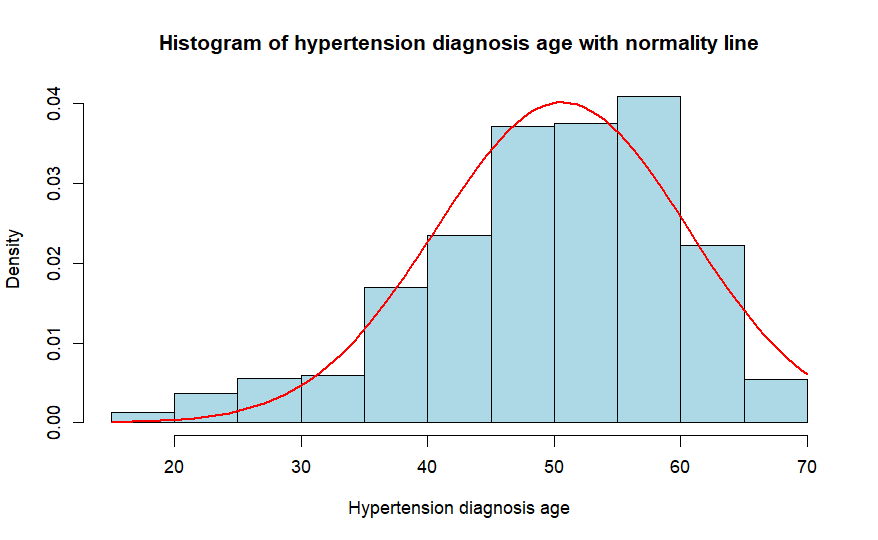 Histogram of hypertension diagnosis age with normality line
Density
0.04
0.03
0.02
0.01
0.00
20 30 40 50 60 70
Hypertension diagnosis age